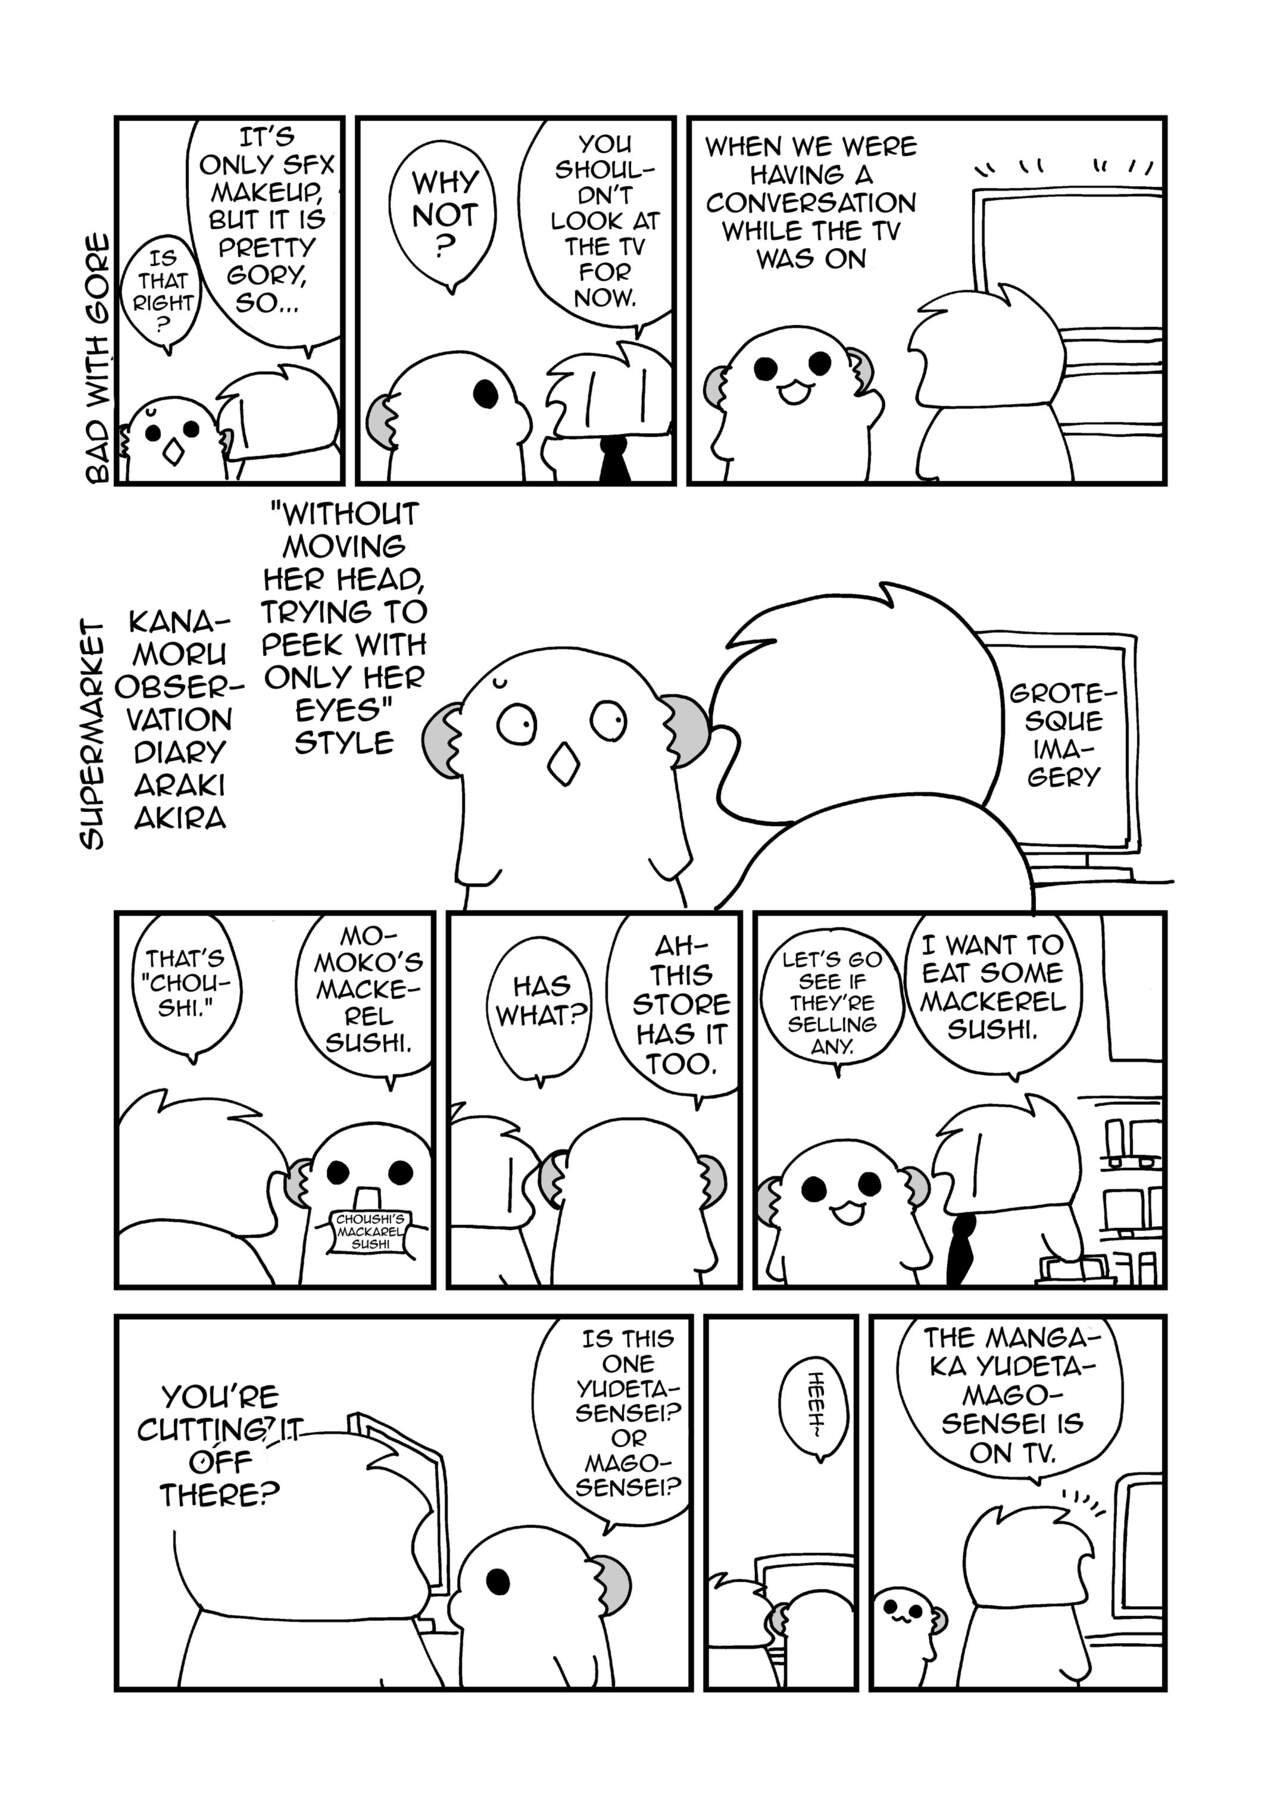 BAD WITH GORE
WHEN WE WERE
HAVING A
CONVERSATION
WHILE THE TV
WAS ON
YOU
SHOUL-
DN'T
LOOK AT
THE TV
FOR
NOW.
WHY
NOT
?
IT'S
ONLY SFX
MAKEUP,
BUT IT IS
PRETTY
GORY,
SO...
IS
THAT
RIGHT
?
GROTE-
SQUE
IMA-
GERY
"WITHOUT
MOVING
HER HEAD,
TRYING TO
PEEK WITH
ONLY HER
EYES"
STYLE
KANA-
MORU
OBSER-
VATION
DIARY
ARAKI
AKIRA
SUPERMARKET
I WANT TO
EAT SOME
MACKEREL
SUSHI.
LET'S GO
SEE IF
THEY'RE
SELLING
ANY.
AH-
THIS
STORE
HAS IT
TOO.
HAS
WHAT?
MO-
MOKO'S
MACKE-
REL
SUSHI.
CHOUSHI'S
MACKAREL
SUSHI
THAT'S
"CHOU-
SHI."
THE MANGA-
KA YUDETA-
MAGO-
SENSEI IS
ON TV.
HEEH~
IS THIS
ONE
YUDETA-
SENSEI?
OR
MAGO-
SENSEI?
YOU'RE
CUTTING IT
OFF
THERE?
?